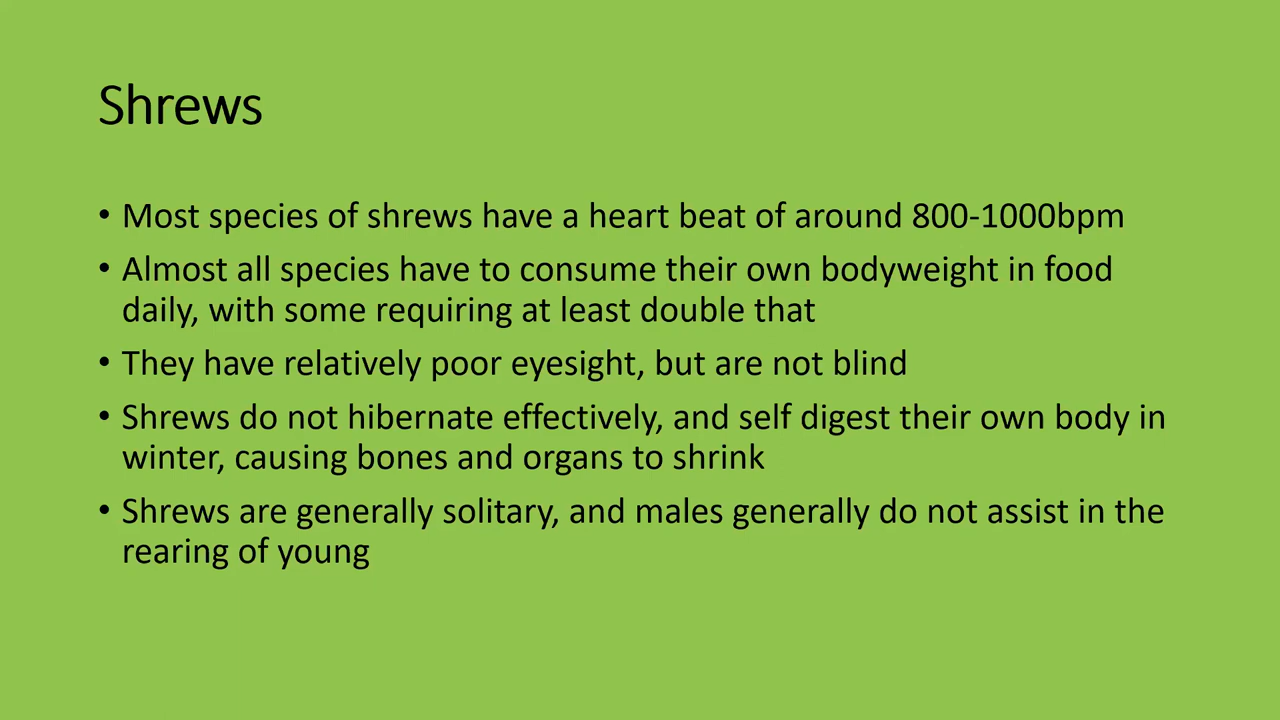 Shrews
• Most species of shrews have a heart beat of around 800-1000bpm
• Almost all species have to consume their own bodyweight in food
daily, with some requiring at least double that
• They have relatively poor eyesight, but are not blind
• Shrews do not hibernate effectively, and self digest their own body in
winter, causing bones and organs to shrink
• Shrews are generally solitary, and males generally do not assist in the
rearing of young